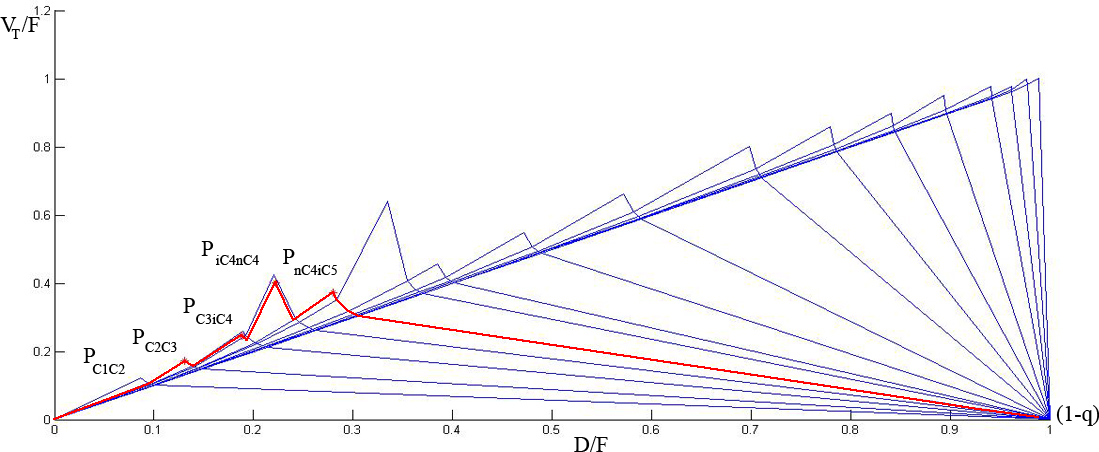 1.2
V_T/F
1
0.8
0.6
P_iC4nC4
P_nC4iC5
0.4
P_C3iC4
P_C2C3
P_C1C2
0.2
0
(1-q)
0 0.1 0.2 0.3 0.4 0.5 0.6 0.7 0.8 0.9 1
D/F